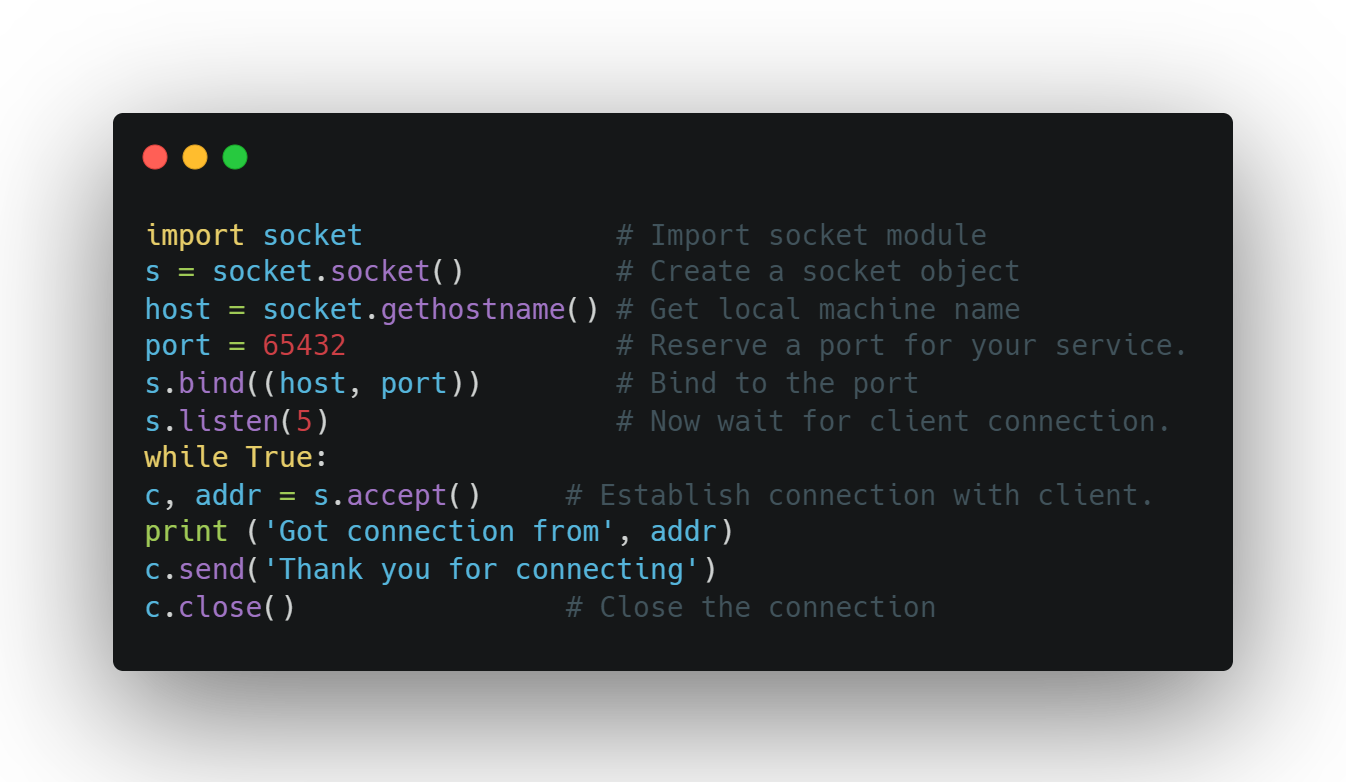 import socket                  # Import socket module
s = socket.socket()         # Create a socket object
host = socket.gethostname() # Get local machine name
port = 65432                # Reserve a port for your service.
s.bind((host, port))        # Bind to the port
s.listen(5)                 # Now wait for client connection.
while True:
c, addr = s.accept()     # Establish connection with client.
print ('Got connection from', addr)
c.send('Thank you for connecting')
c.close()                # Close the connection